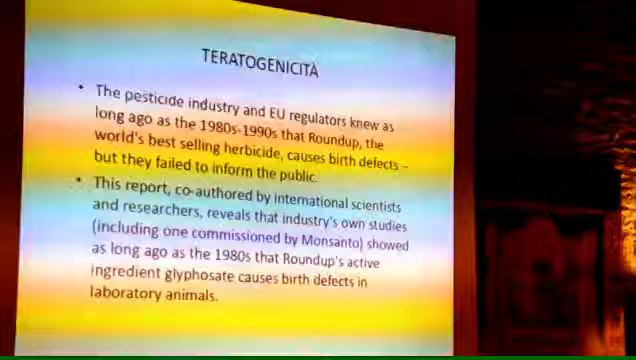 TERATOGENICITÀ
• The pesticide industry and EU regulators knew as
long ago as the 1980s-1990s that Roundup, the
world's best selling herbicide, causes birth defects –
but they failed to inform the public.
• This report, co-authored by international scientists
and researchers, reveals that industry's own studies
(including one commissioned by Monsanto) showed
as long ago as the 1980s that Roundup's active
ingredient glyphosate causes birth defects in
laboratory animals.